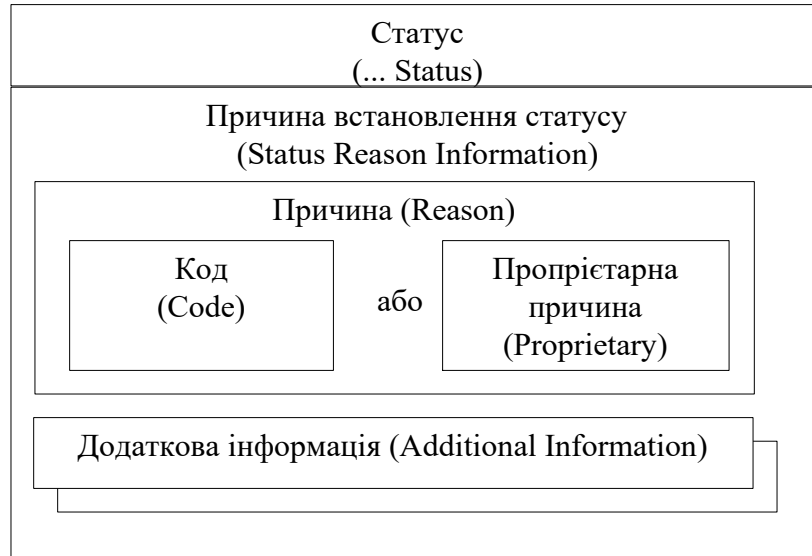 Статус
(... Status)
Причина встановлення статусу
(Status Reason Information)
Причина (Reason)
Код
(Code)
або
Пропрієтарна
причина
(Proprietary)
Додаткова інформація (Additional Information)